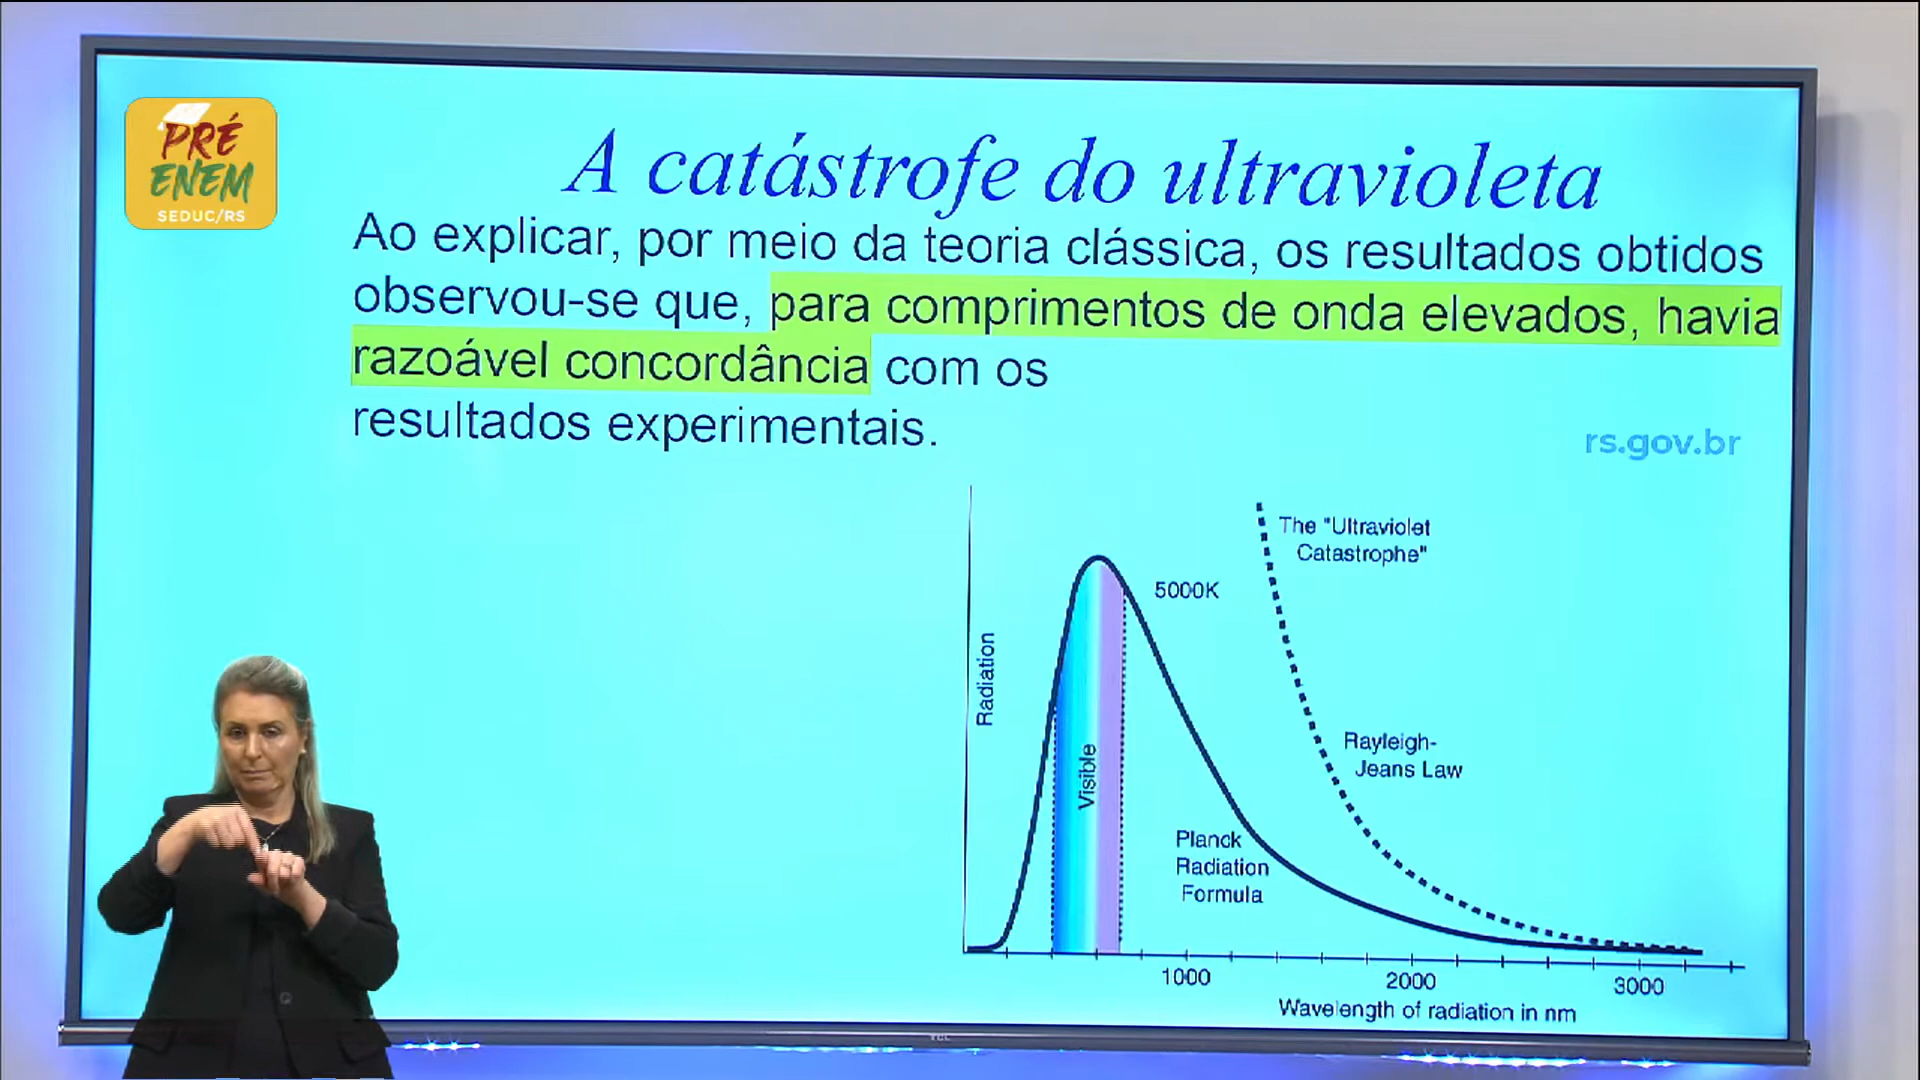 PRÉ
ENEM
SEDUC/RS
A catástrofe do ultravioleta
Ao explicar, por meio da teoria clássica, os resultados obtidos
observou-se que, para comprimentos de onda elevados, havia
razoável concordância com os
resultados experimentais.
rs.gov.br
The "Ultraviolet
Catastrophe"
5000K
Radiation
Visible
Rayleigh-
Jeans Law
Planck
Radiation
Formula
1000
2000
3000
Wavelength of radiation in nm
TCL